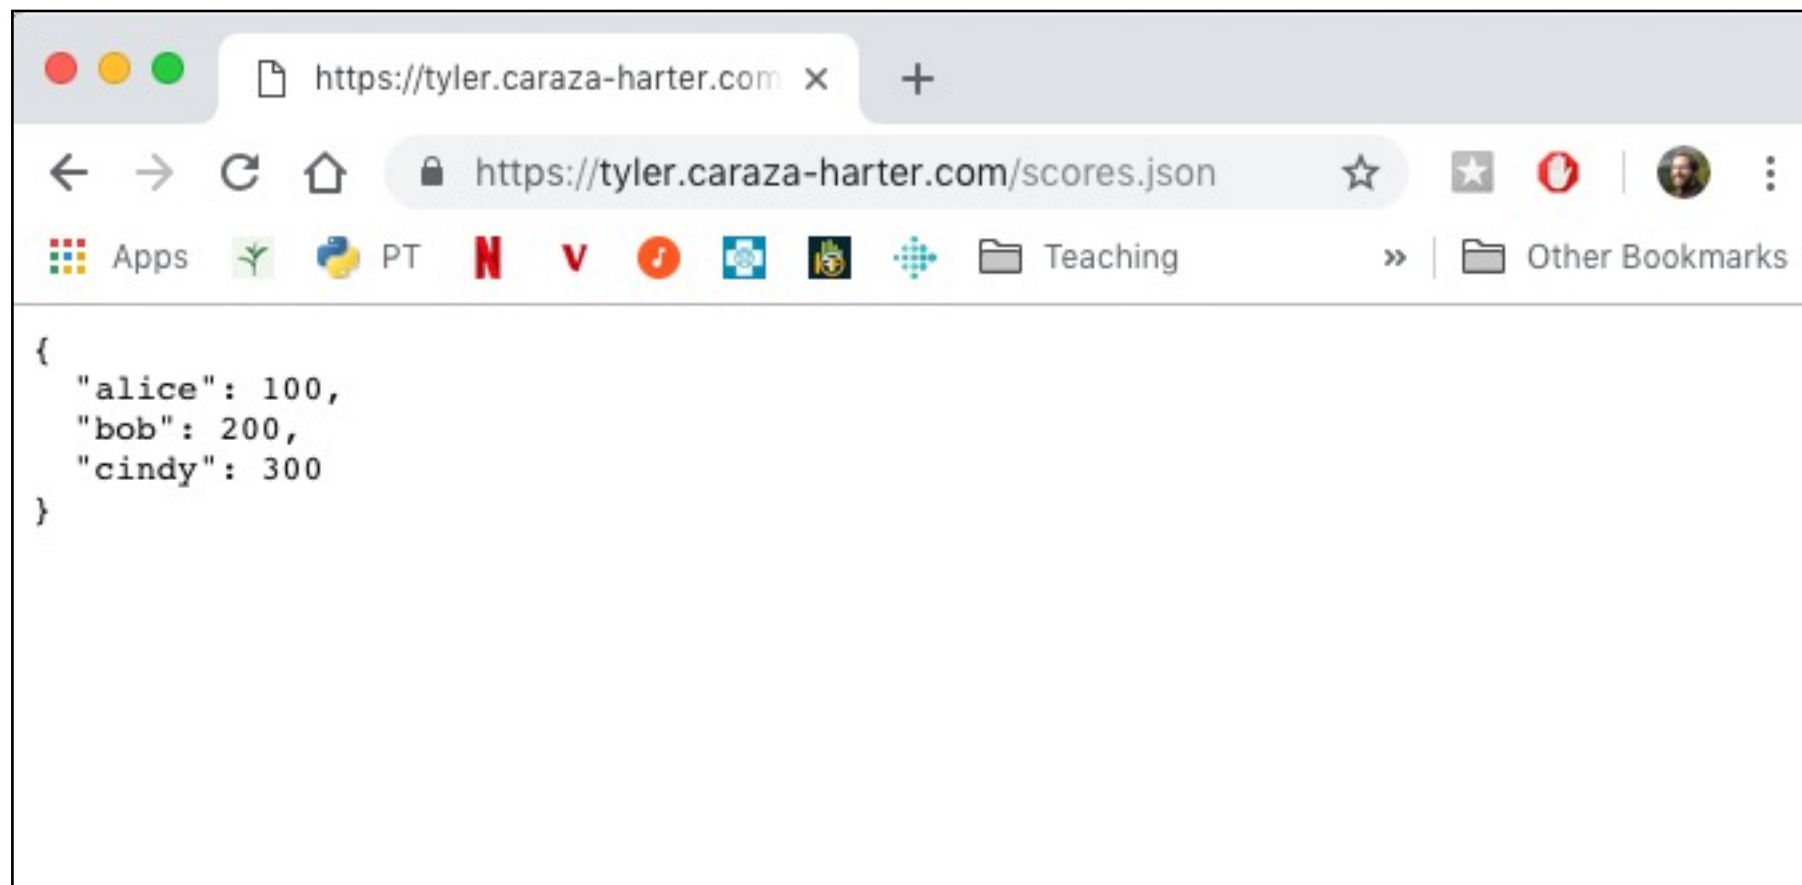 https://tyler.caraza-harter.com
https://tyler.caraza-harter.com/scores.json
Apps PT N V Teaching » Other Bookmarks
{
  "alice": 100,
  "bob": 200,
  "cindy": 300
}